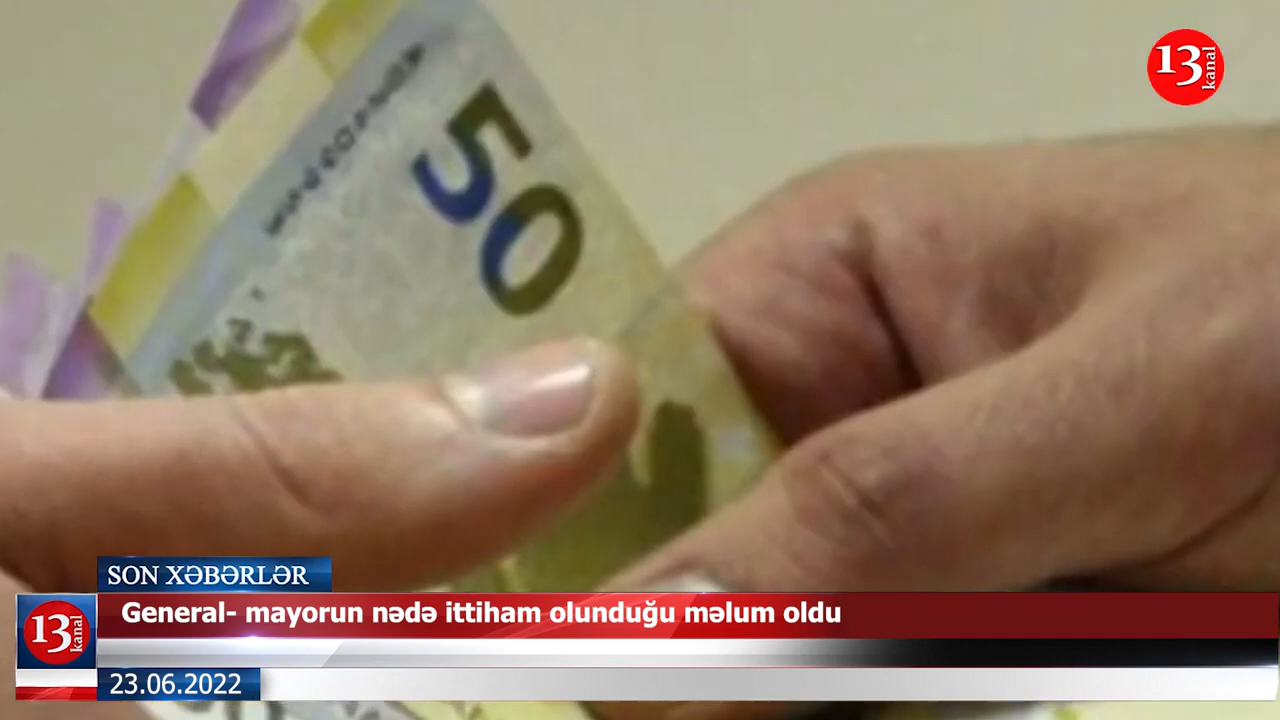 13 kanal
50
SON XƏBƏRLƏR
General- mayorun nədə ittiham olunduğu məlum oldu
13 kanal
23.06.2022